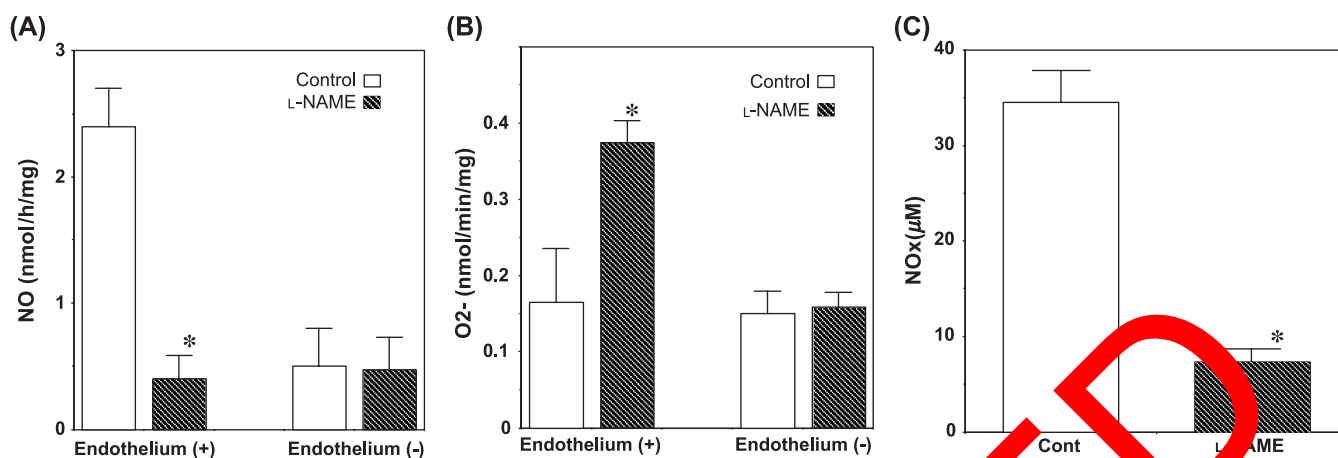 (A)
3
2
1
0
NO (nmol/h/mg)
Control
L-NAME
*
Endothelium (+)
Endothelium (-)
(B)
0.4
0.3
0.2
0.1
0
O2- (nmol/min/mg)
Control
L-NAME
*
Endothelium (+)
Endothelium (-)
(C)
40
30
20
10
0
NOx(μM)
*
Cont
L-NAME